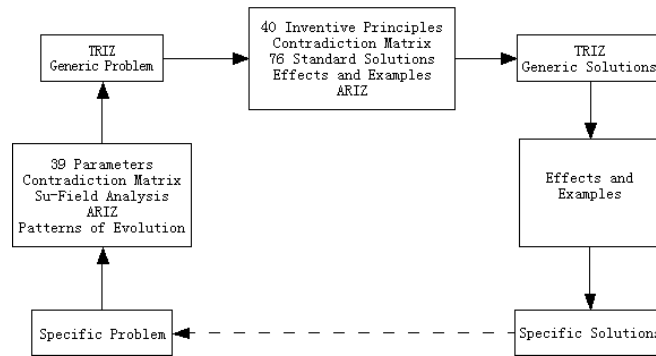 TRIZ
Generic Problem
40 Inventive Principles
Contradiction Matrix
76 Standard Solutions
Effects and Examples
ARIZ
TRIZ
Generic Solutions
39 Parameters
Contradiction Matrix
Su-Field Analysis
ARIZ
Patterns of Evolution
Effects and
Examples
Specific Problem
Specific Solutions